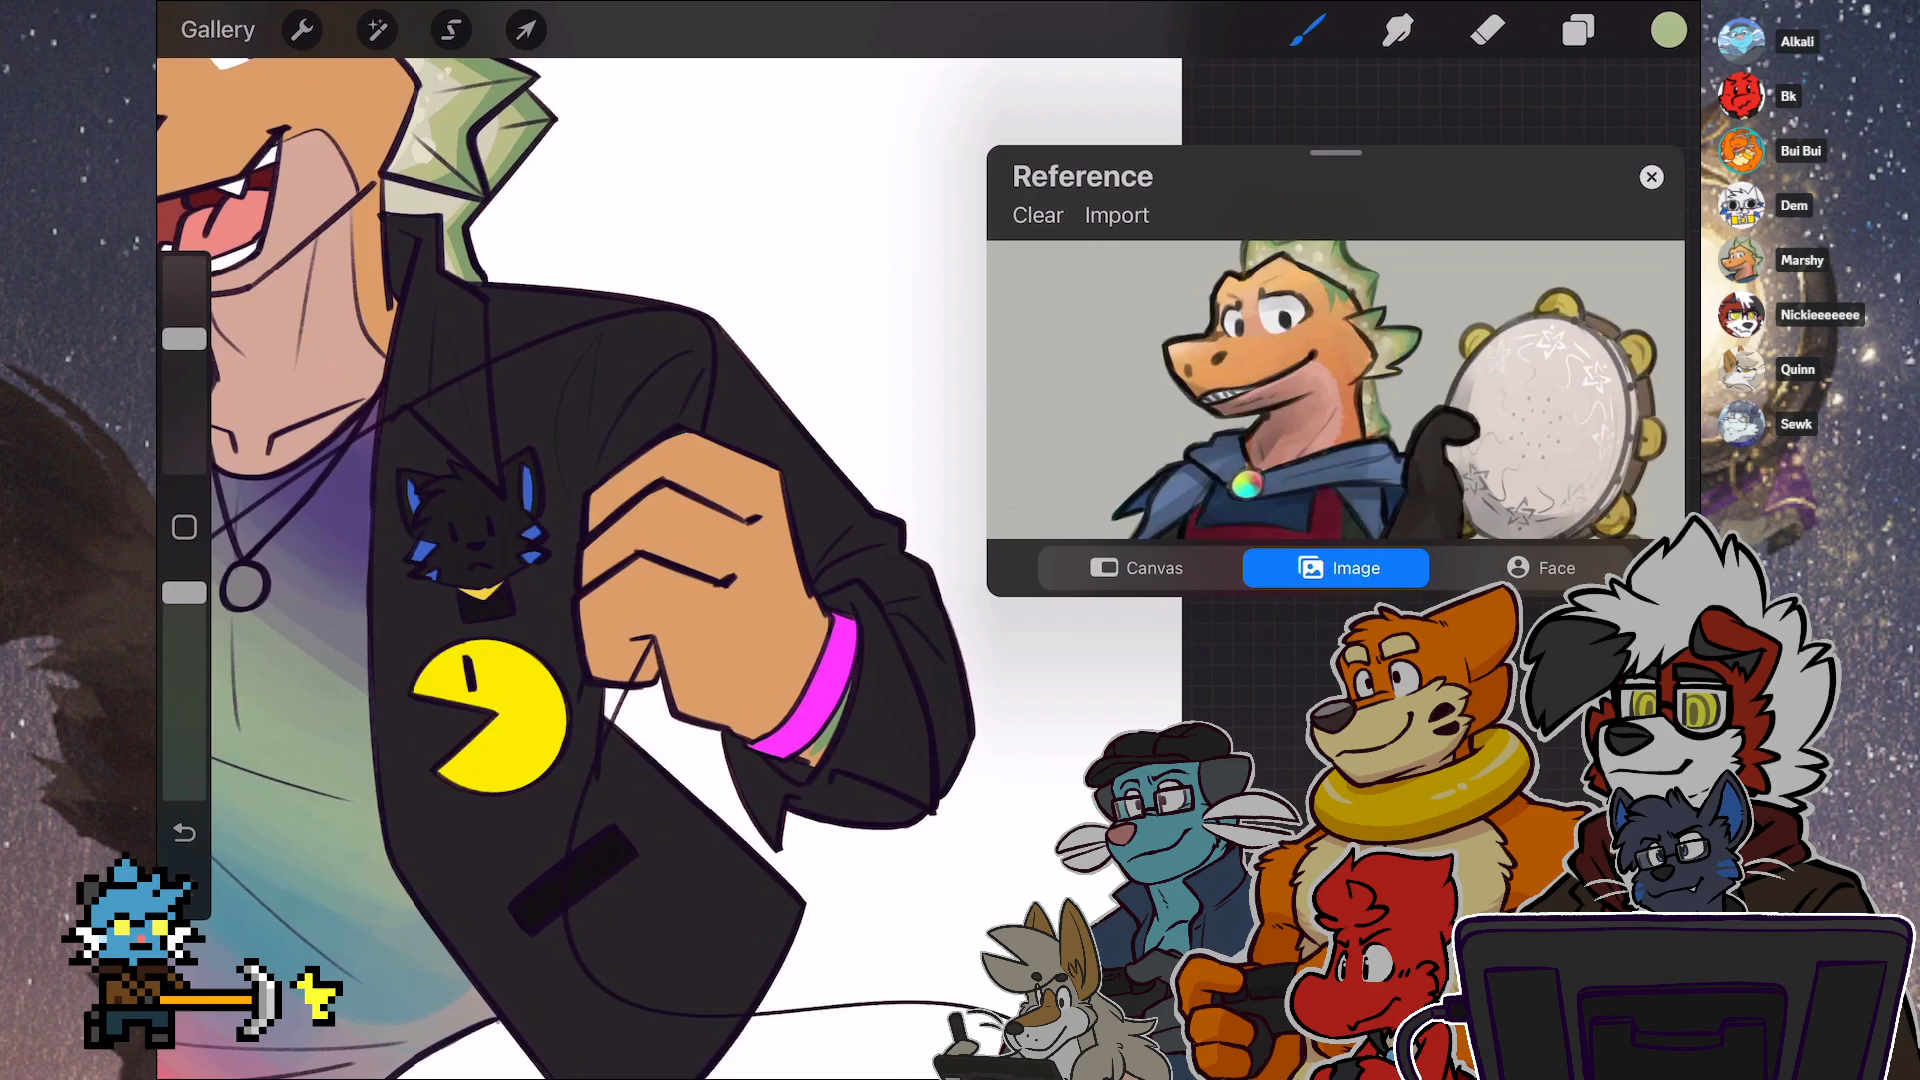 Gallery
Reference
Clear Import
Canvas Image Face
Alkali
Bk
Bui Bui
Dem
Marshy
Nickieeeeeee
Quinn
Sewk